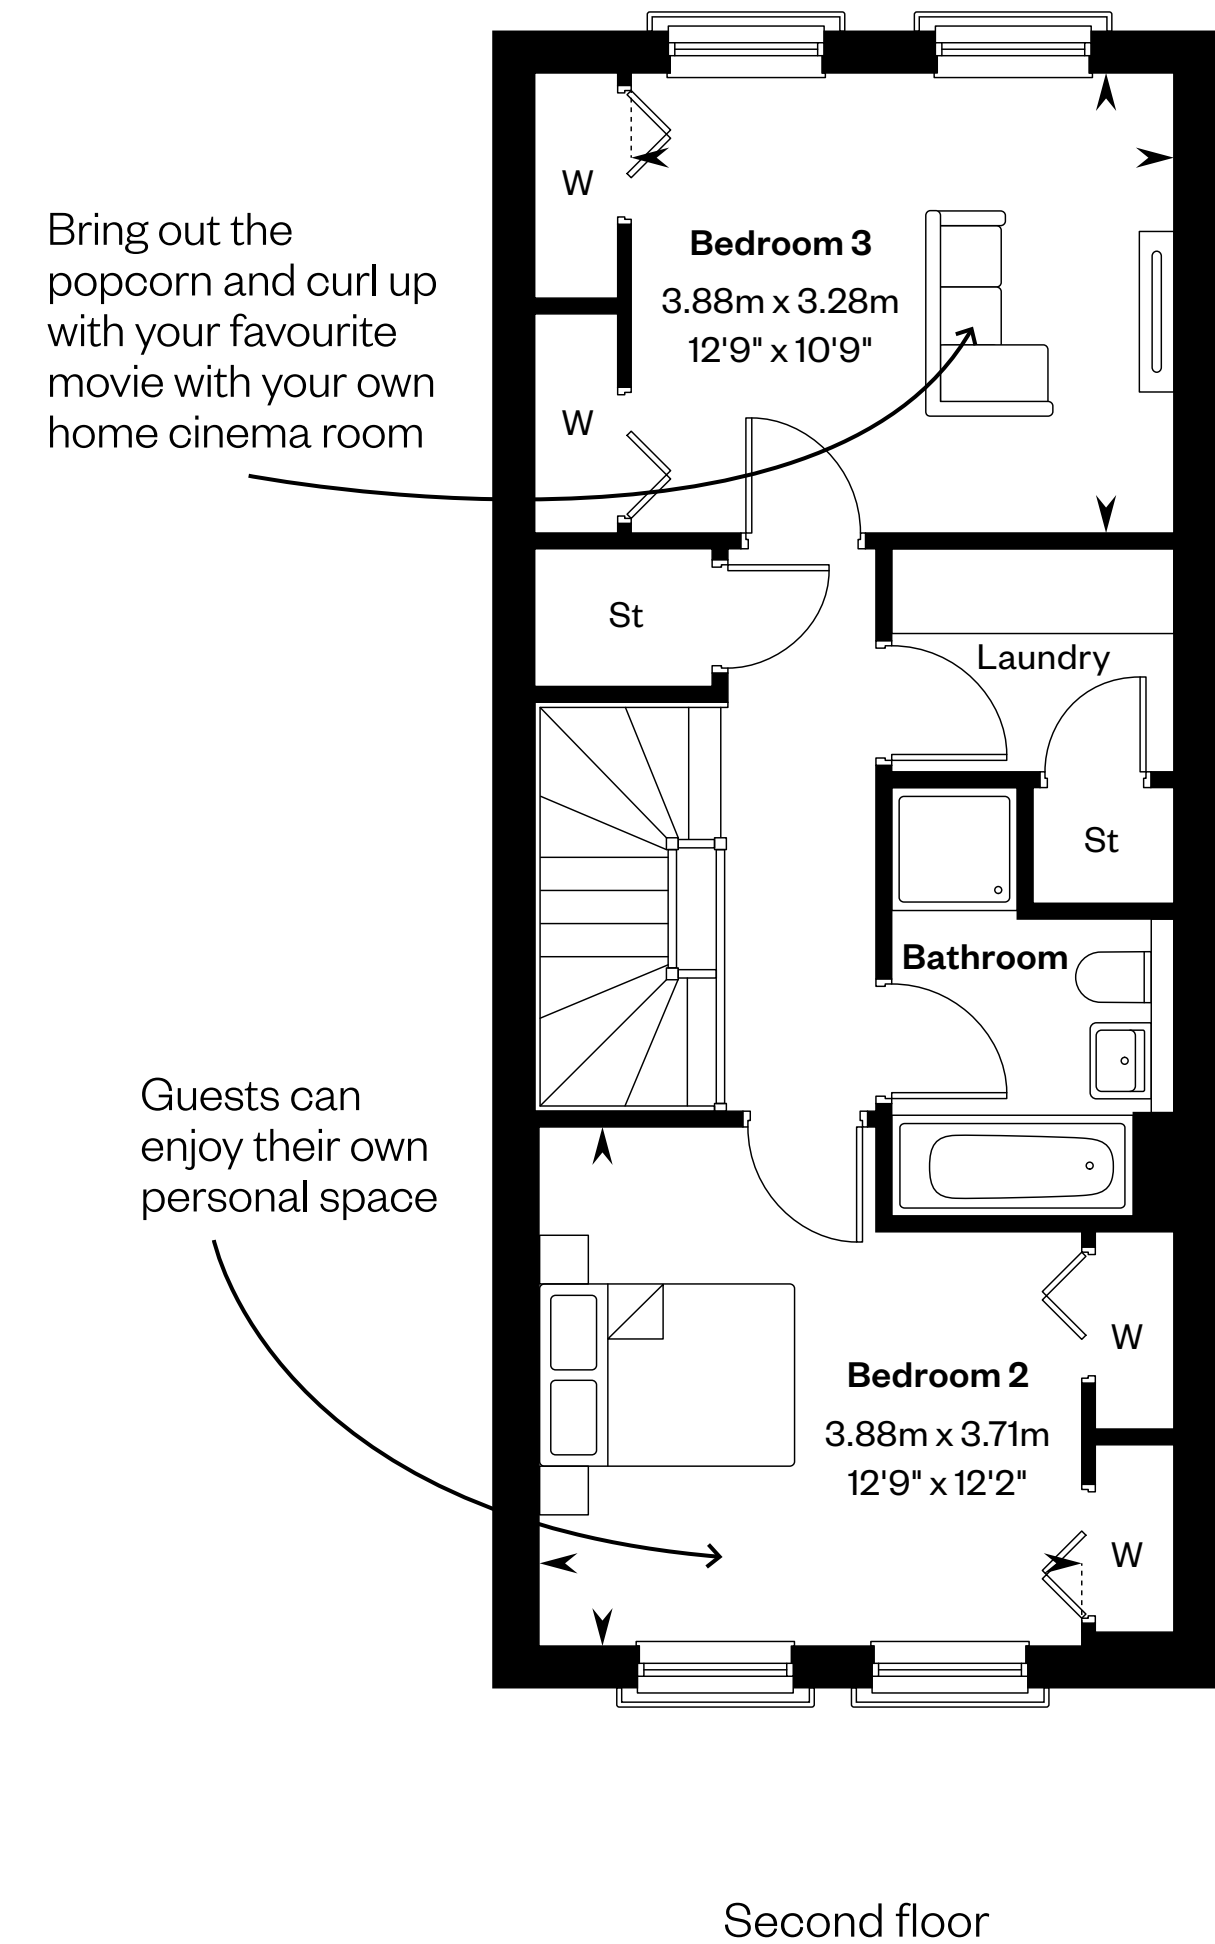 Bring out the
popcorn and curl up
with your favourite
movie with your own
home cinema room
W
Bedroom 3
3.88m x 3.28m
12'9" x 10'9"
W
St
Laundry
St
Bathroom
Guests can
enjoy their own
personal space
W
Bedroom 2
3.88m x 3.71m
12'9" x 12'2"
W
Second floor